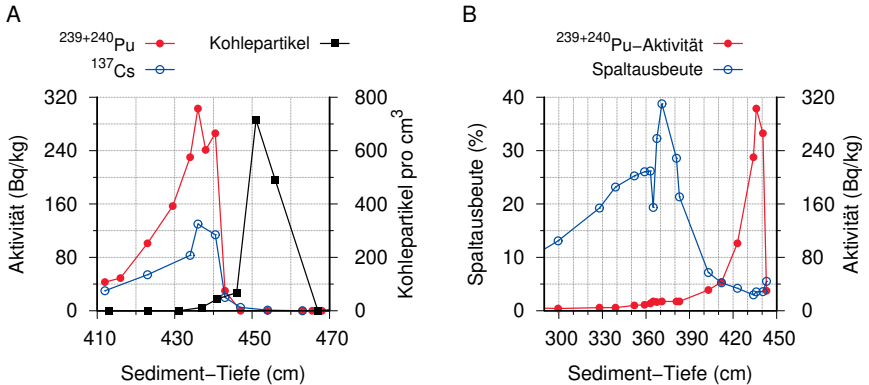 A
²³⁹⁺²⁴⁰Pu
¹³⁷Cs
Kohlepartikel
320
240
160
80
0
800
600
400
200
0
Aktivität (Bq/kg)
Kohlepartikel pro cm³
410 430 450 470
Sediment–Tiefe (cm)
B
²³⁹⁺²⁴⁰Pu–Aktivität
Spaltausbeute
40
30
20
10
0
320
240
160
80
0
Spaltausbeute (%)
Aktivität (Bq/kg)
300 330 360 390 420 450
Sediment–Tiefe (cm)